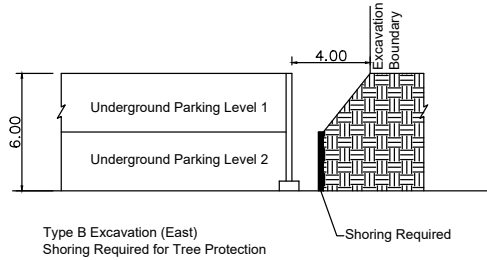 4.00
Excavation
Boundary
6.00
Underground Parking Level 1
Underground Parking Level 2
Type B Excavation (East)
Shoring Required for Tree Protection
Shoring Required